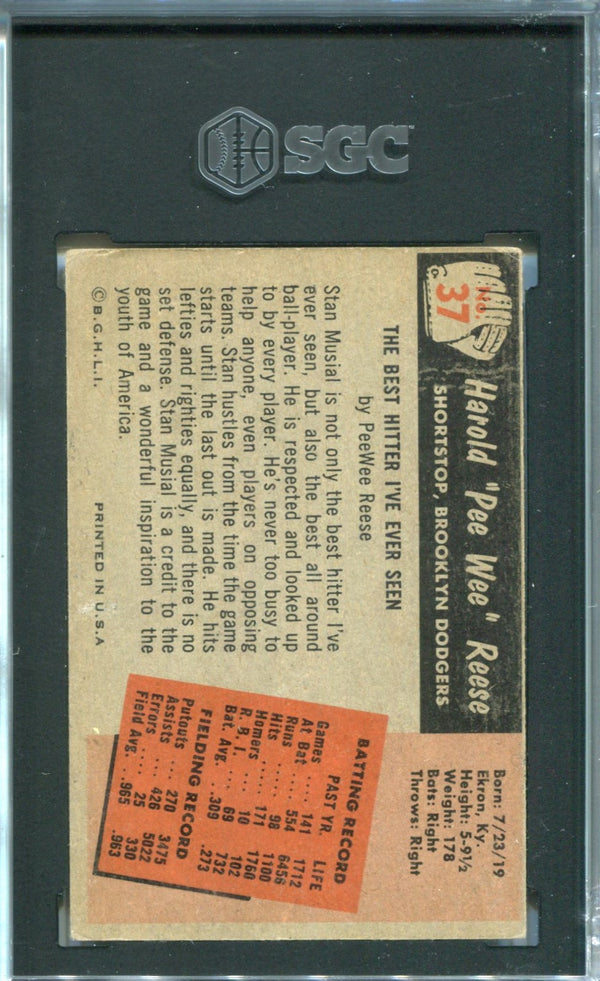 SGC
No.
37
Harold "Pee Wee" Reese
SHORTSTOP, BROOKLYN DODGERS
Born: 7/23/19
Ekron, Ky.
Height: 5-9½
Weight: 178
Bats: Right
Throws: Right
THE BEST HITTER I'VE EVER SEEN
by PeeWee Reese
Stan Musial is not only the best hitter I've
ever seen, but also the best all around
ball-player. He is respected and looked up
to by every player. He's never too busy to
help anyone, even players on opposing
teams. Stan hustles from the time the game
starts until the last out is made. He hits
lefties and righties equally, and there is no
set defense. Stan Musial is a credit to the
game and a wonderful inspiration to the
youth of America.
©B.G.H.L.I.
PRINTED IN U.S.A
BATTING RECORD
PAST YR. LIFE
Games .... 141 1712
At Bat .... 554 6456
Runs .... 98 1100
Hits .... 171 1760
Homers .... 10 102
R. B. I. .... 69 732
Bat. Avg. .. .309 .273
FIELDING RECORD
Putouts .... 270 3475
Assists .... 426 5022
Errors .... 25 330
Field Avg. .. .965 .963